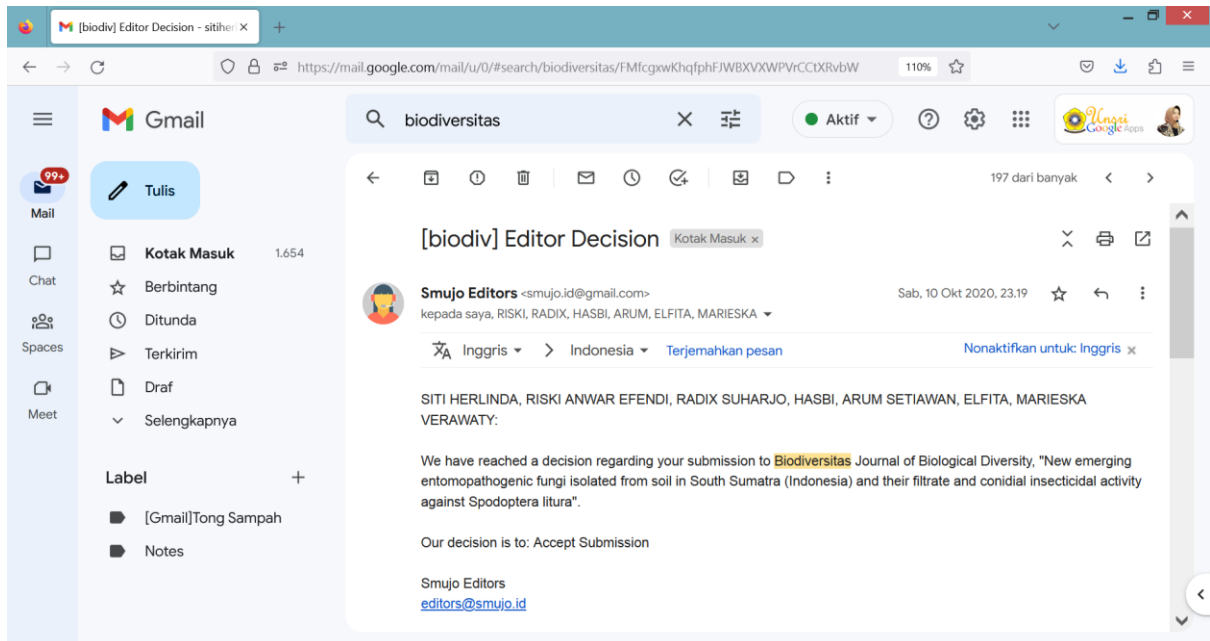 [biodiv] Editor Decision - sitiherl
https://mail.google.com/mail/u/0/#search/biodiversitas/FMfcgxwKhqfphFJWBXVXWPVrCCtXRvbW
110%
Gmail
biodiversitas
Aktif
Unsri
Google Apps
99+
Mail
Chat
Spaces
Meet
Tulis
Kotak Masuk 1.654
Berbintang
Ditunda
Terkirim
Draf
Selengkapnya
Label
[Gmail]Tong Sampah
Notes
197 dari banyak
[biodiv] Editor Decision Kotak Masuk x
Smujo Editors <smujo.id@gmail.com> Sab, 10 Okt 2020, 23.19
kepada saya, RISKI, RADIX, HASBI, ARUM, ELFITA, MARIESKA
Inggris Indonesia Terjemahkan pesan Nonaktifkan untuk: Inggris x
SITI HERLINDA, RISKI ANWAR EFENDI, RADIX SUHARJO, HASBI, ARUM SETIAWAN, ELFITA, MARIESKA
VERAWATY:
We have reached a decision regarding your submission to Biodiversitas Journal of Biological Diversity, "New emerging
entomopathogenic fungi isolated from soil in South Sumatra (Indonesia) and their filtrate and conidial insecticidal activity
against Spodoptera litura".
Our decision is to: Accept Submission
Smujo Editors
editors@smujo.id